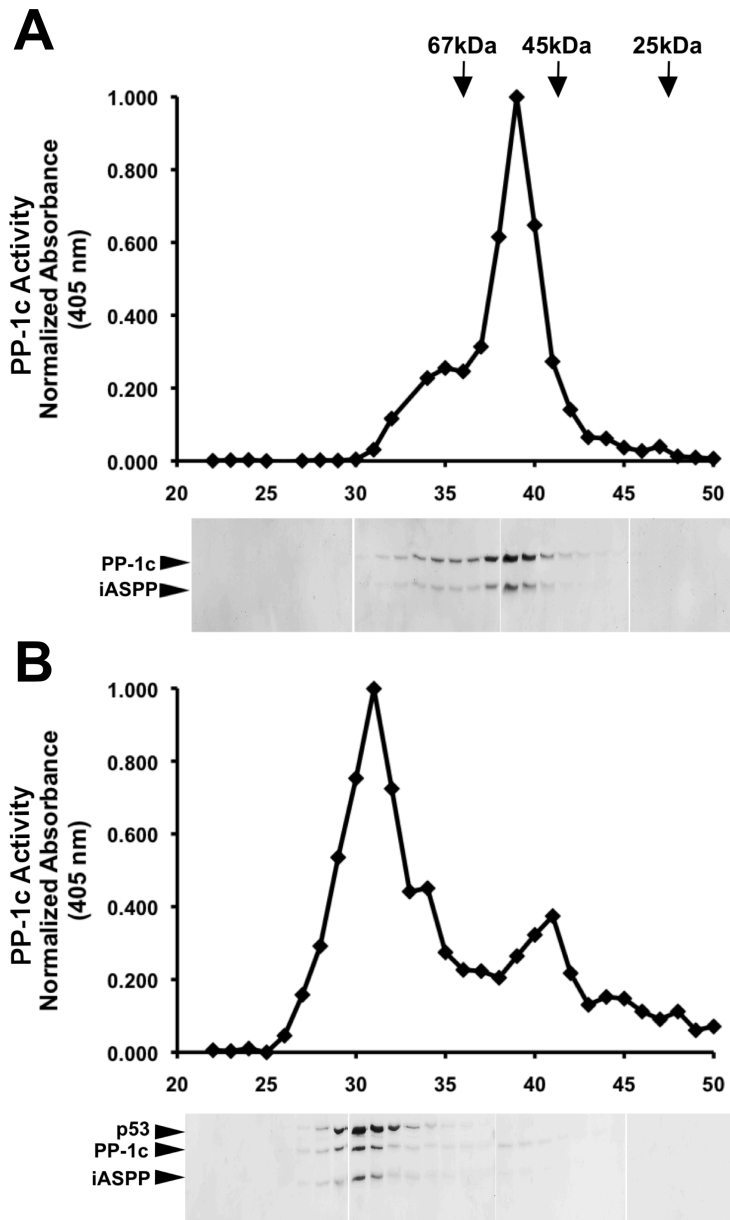 A
67kDa 45kDa 25kDa
PP-1c Activity
Normalized Absorbance
(405 nm)
1.000
0.800
0.600
0.400
0.200
0.000
20 25 30 35 40 45 50
PP-1c
iASPP
B
PP-1c Activity
Normalized Absorbance
(405 nm)
1.000
0.800
0.600
0.400
0.200
0.000
20 25 30 35 40 45 50
p53
PP-1c
iASPP